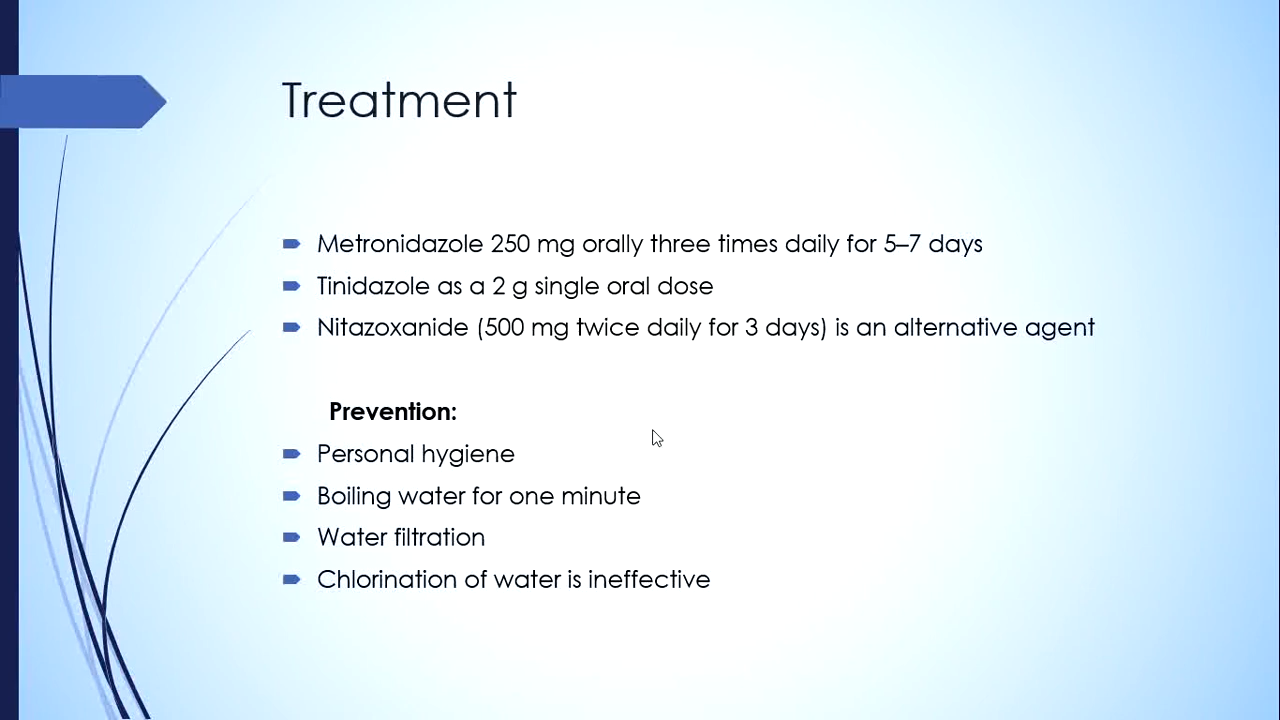 Treatment
Metronidazole 250 mg orally three times daily for 5–7 days
Tinidazole as a 2 g single oral dose
Nitazoxanide (500 mg twice daily for 3 days) is an alternative agent
Prevention:
Personal hygiene
Boiling water for one minute
Water filtration
Chlorination of water is ineffective